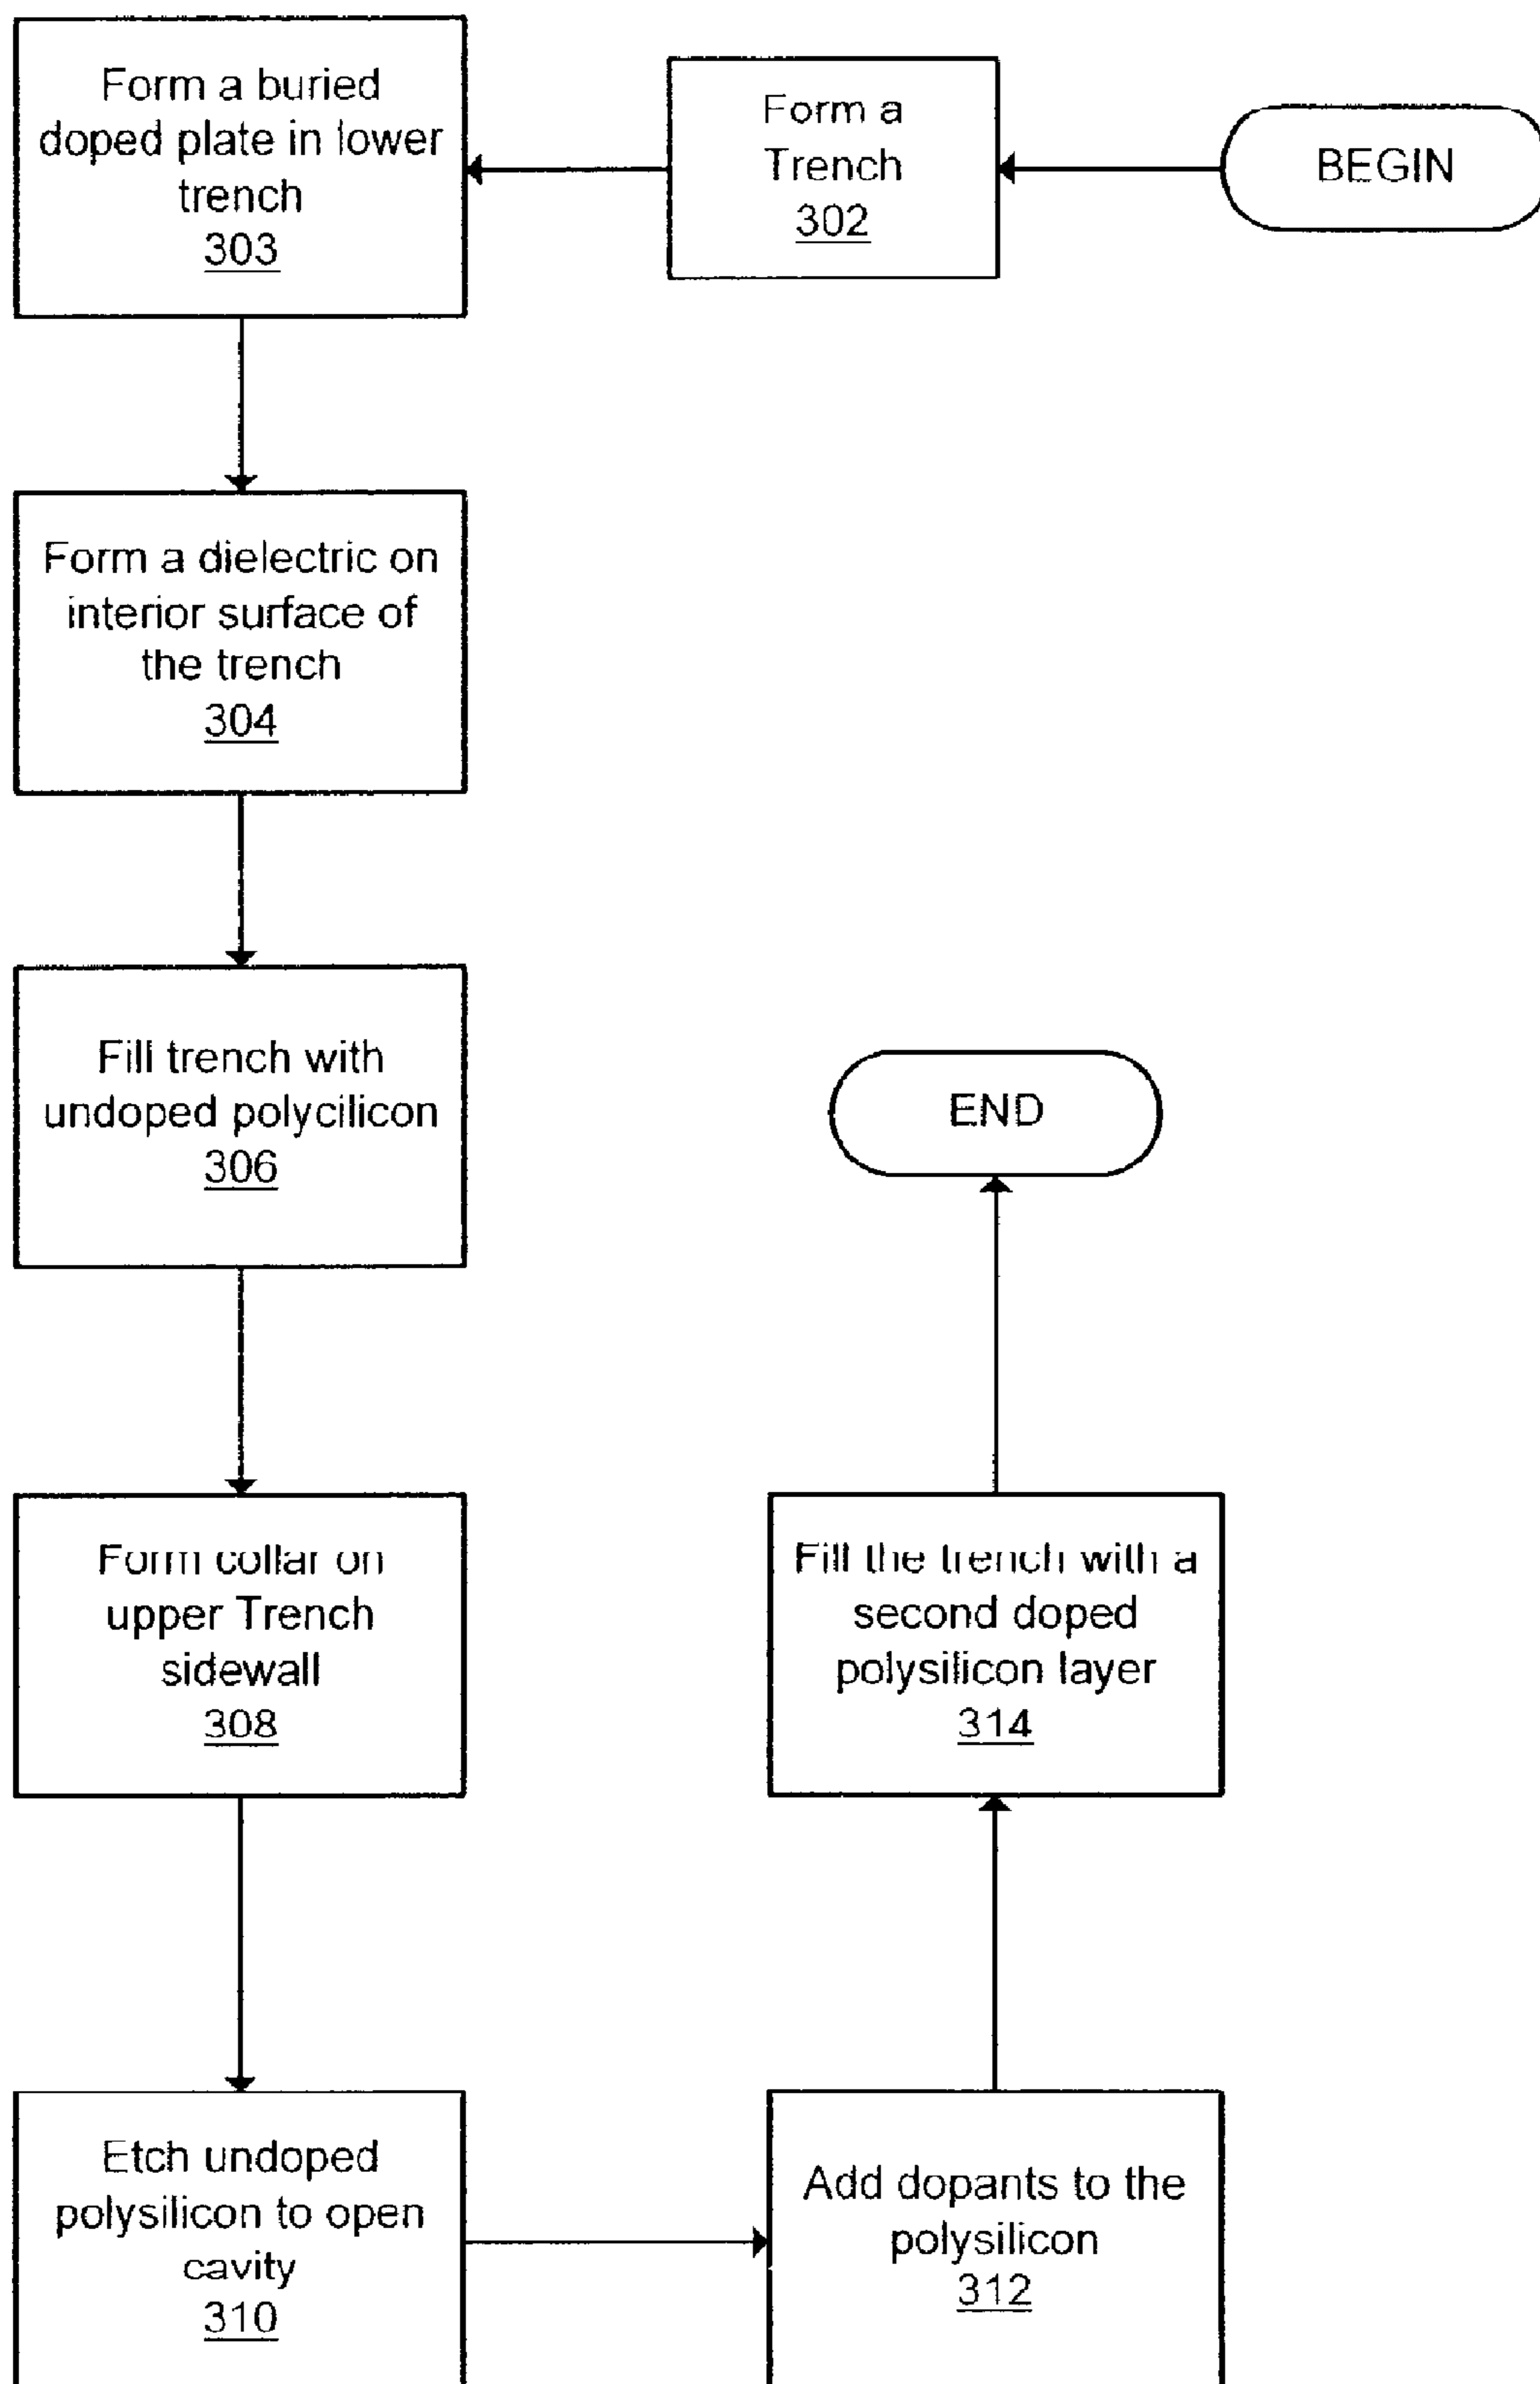 BEGIN
Form a
Trench
302
Form a buried
doped plate in lower
trench
303
Form a dielectric on
interior surface of
the trench
304
Fill trench with
undoped polycilicon
306
Form collar on
upper Trench
sidewall
308
Etch undoped
polysilicon to open
cavity
310
Add dopants to the
polysilicon
312
Fill the trench with a
second doped
polysilicon layer
314
END